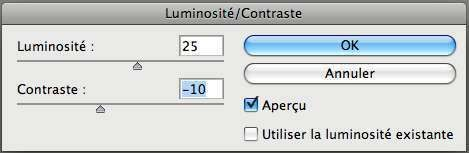 Luminosité/Contraste
Luminosité : 25
Contraste : -10
OK
Annuler
Aperçu
Utiliser la luminosité existante